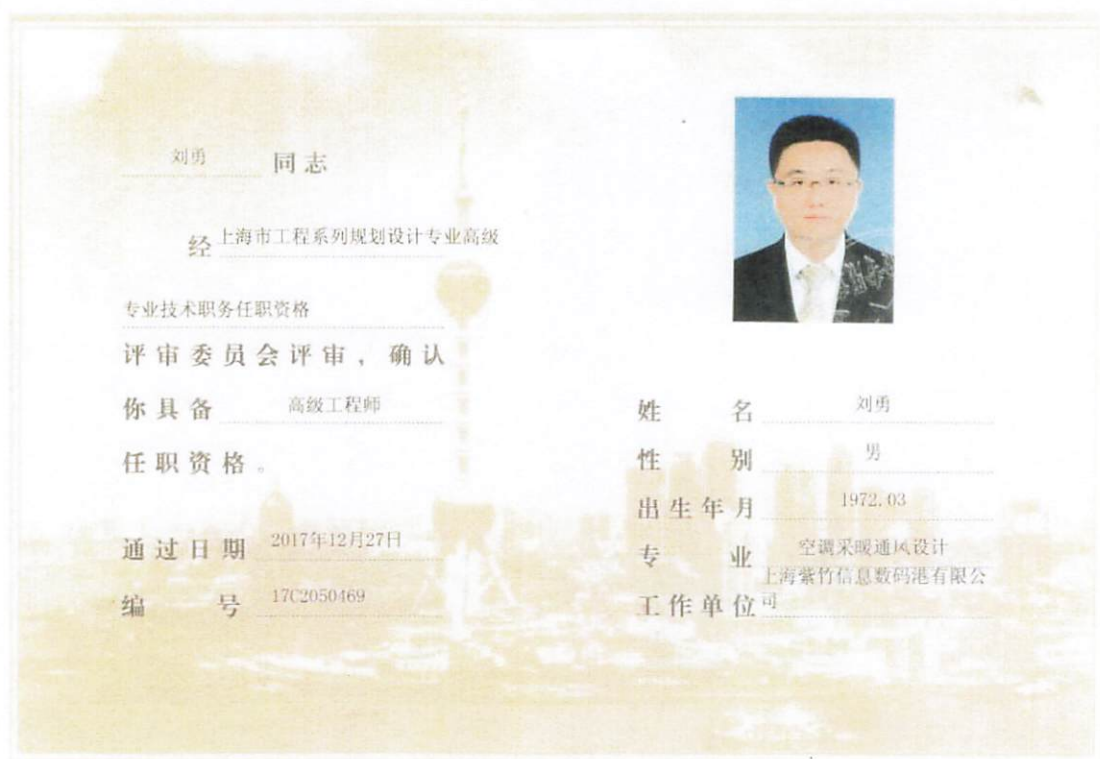 刘勇 同志
经 上海市工程系列规划设计专业高级
专业技术职务任职资格
评审委员会评审，确认
你具备 高级工程师
任职资格。
通过日期 2017年12月27日
编号 17C2050469
姓名 刘勇
性别 男
出生年月 1972.03
专业 空调采暖通风设计
工作单位 上海紫竹信息数码港有限公
司